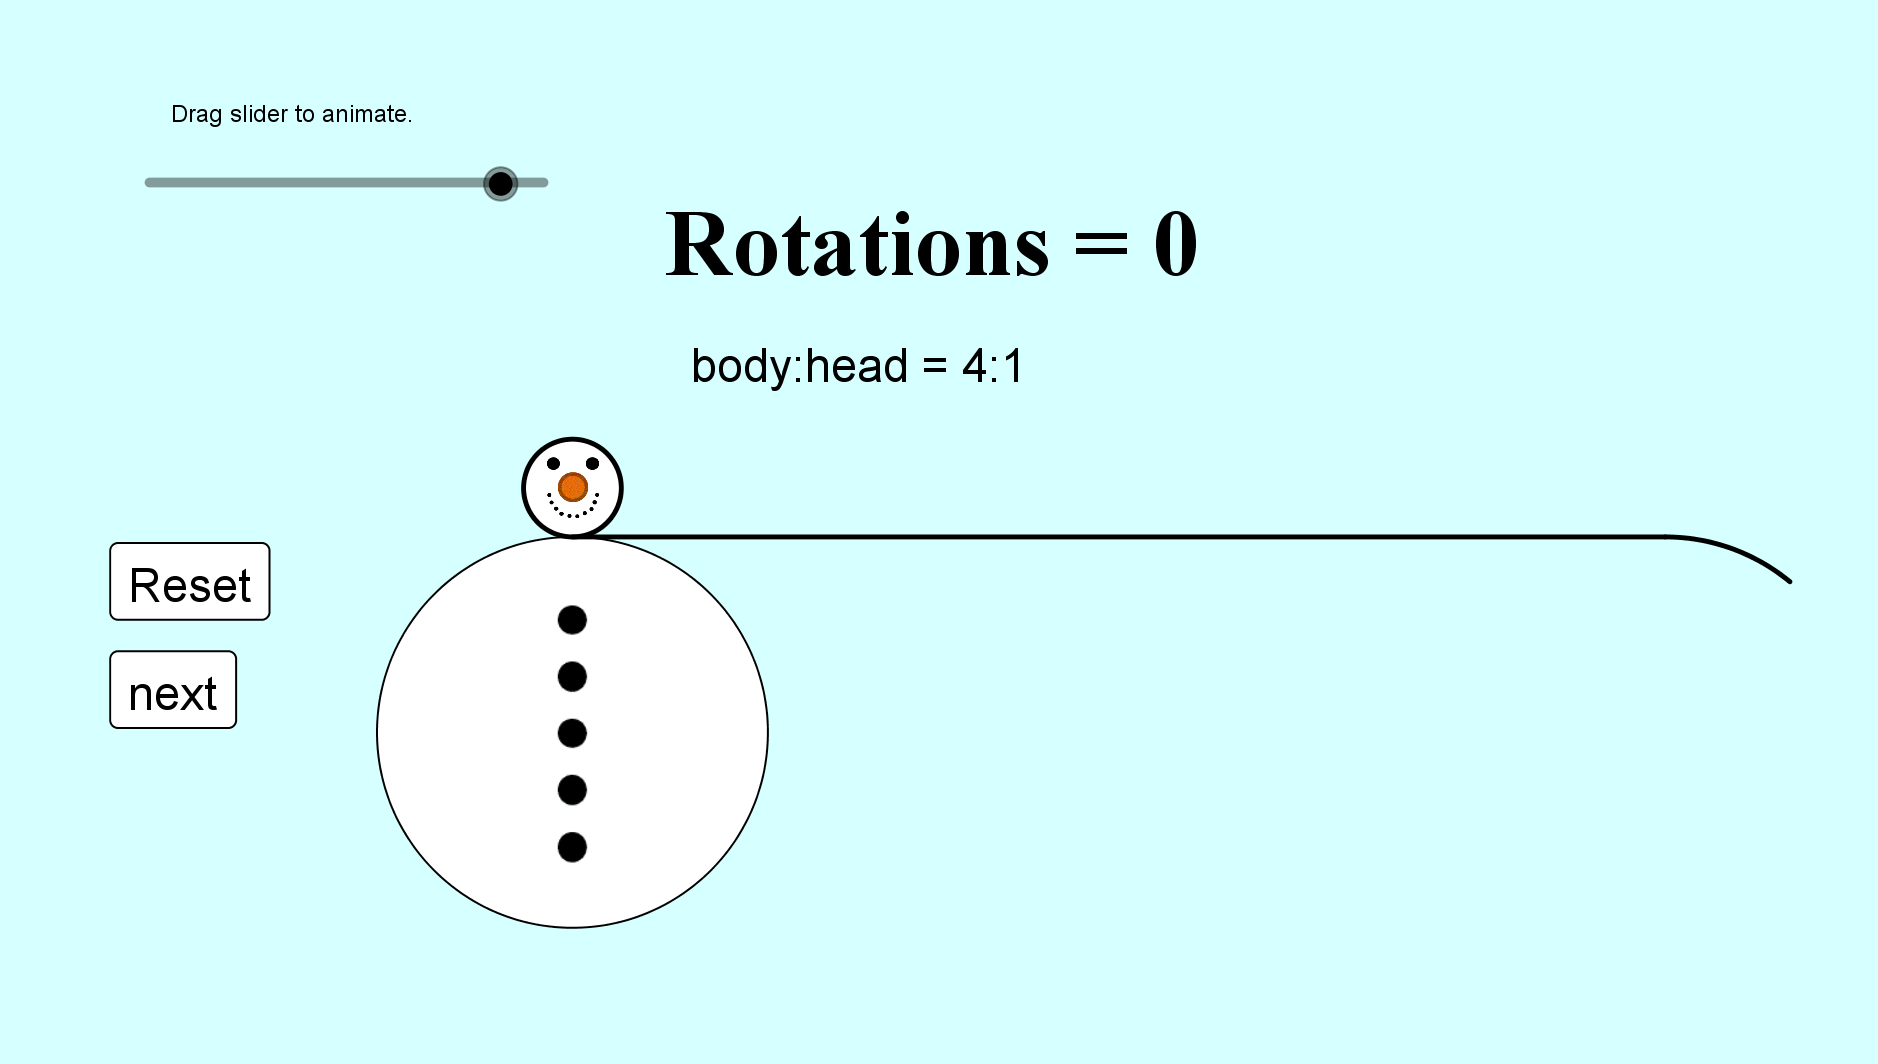 Drag slider to animate.
Rotations = 0
body:head = 4:1
Reset
next